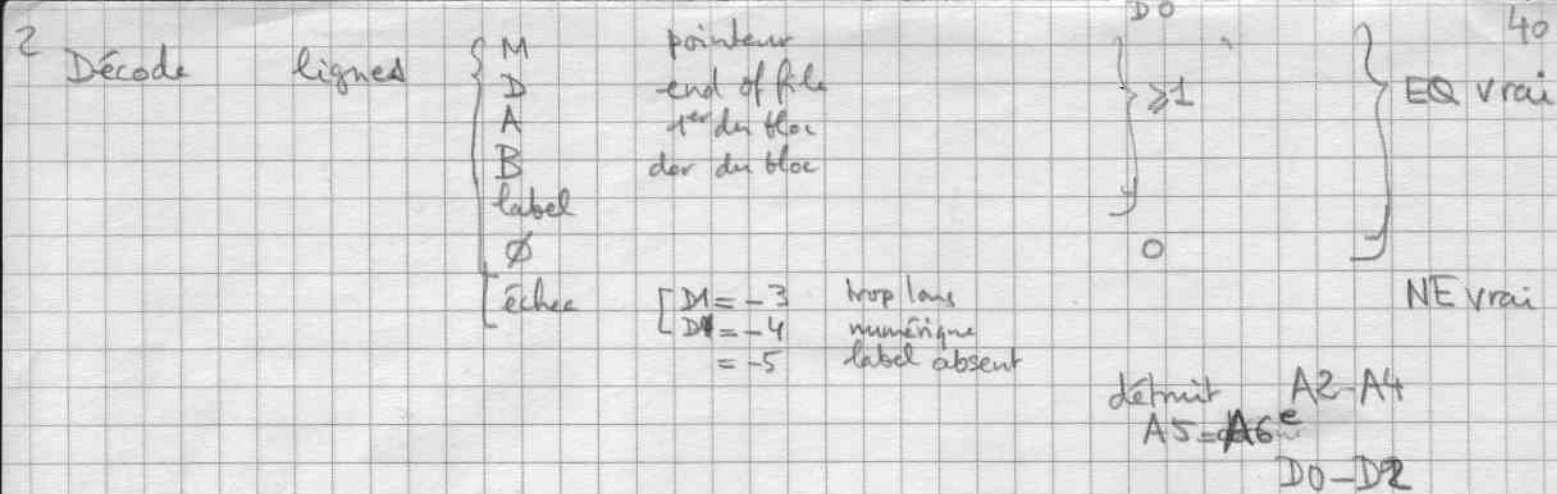 D0
2 Décode lignes { M pointeur } } 40
D end of file ≥1 EQ vrai
A 1er du bloc
B der du bloc
label
Ø 0
[ échec [ D1 = -3 trop long NE vrai
D1 = -4 numérique
= -5 label absent
détruit A2-A4
A5=A6e
D0-D2